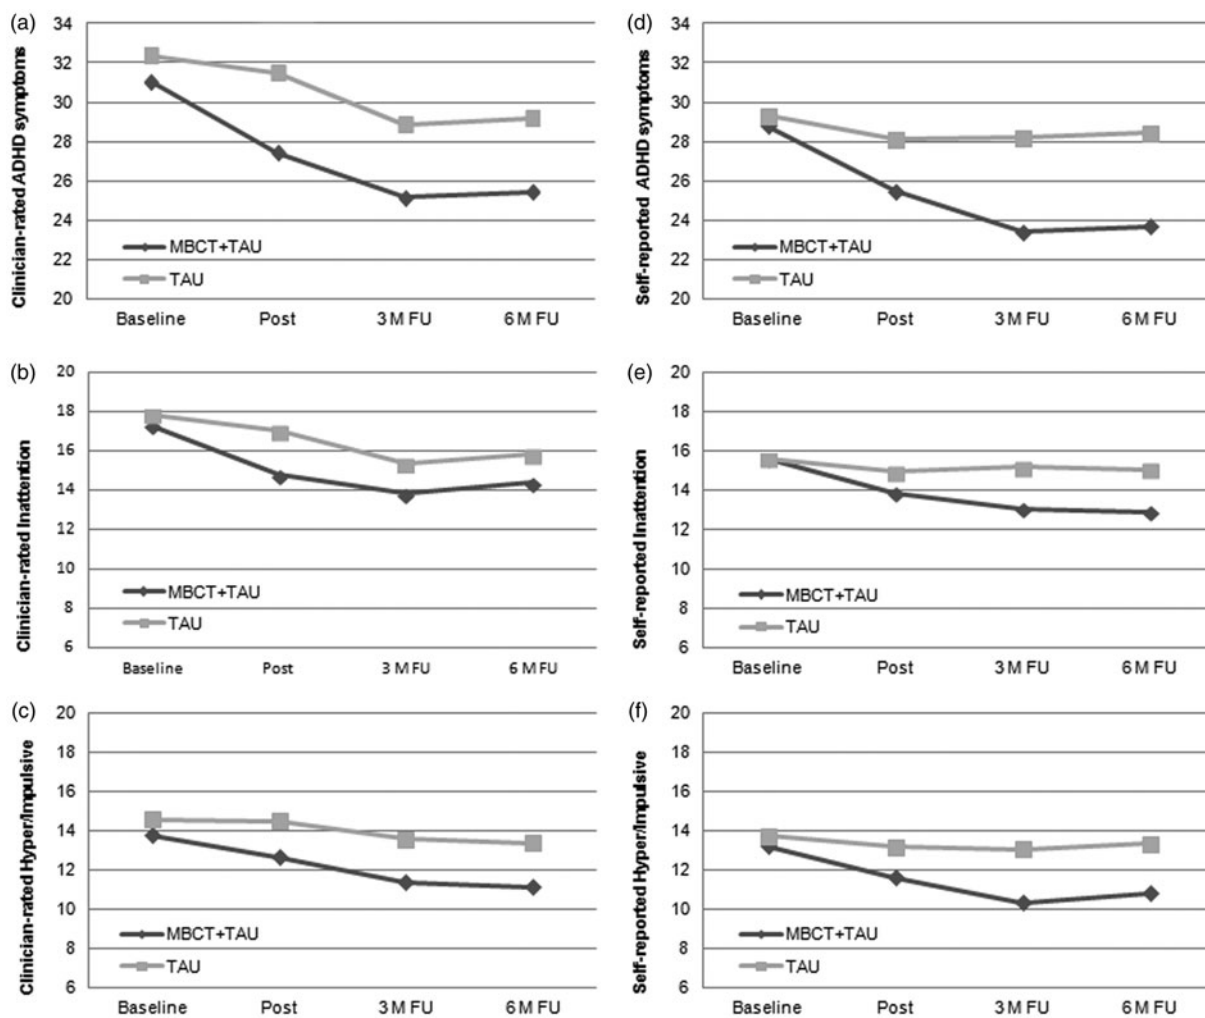 (a)
Clinician-rated ADHD symptoms
34
32
30
28
26
24
22
20
MBCT+TAU
TAU
Baseline Post 3 M FU 6 M FU
(d)
Self-reported ADHD symptoms
34
32
30
28
26
24
22
20
MBCT+TAU
TAU
Baseline Post 3 M FU 6 M FU
(b)
Clinician-rated Inattention
20
18
16
14
12
10
8
6
MBCT+TAU
TAU
Baseline Post 3 M FU 6 M FU
(e)
Self-reported Inattention
20
18
16
14
12
10
8
6
MBCT+TAU
TAU
Baseline Post 3 M FU 6 M FU
(c)
Clinician-rated Hyper/Impulsive
20
18
16
14
12
10
8
6
MBCT+TAU
TAU
Baseline Post 3 M FU 6 M FU
(f)
Self-reported Hyper/Impulsive
20
18
16
14
12
10
8
6
MBCT+TAU
TAU
Baseline Post 3 M FU 6 M FU